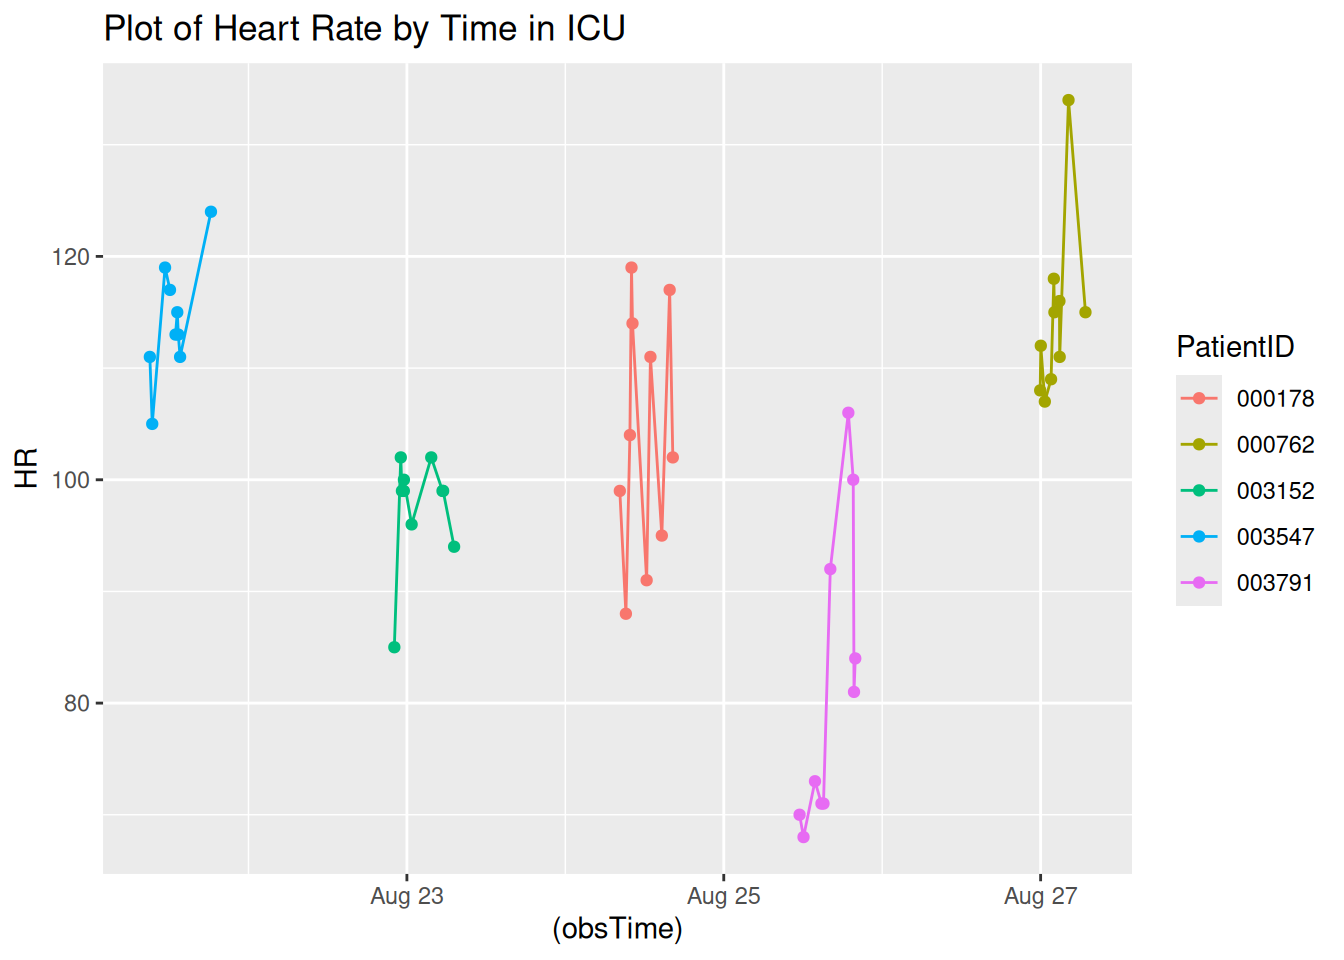 Plot of Heart Rate by Time in ICU
HR
120
100
80
Aug 23
Aug 25
Aug 27
(obsTime)
PatientID
000178
000762
003152
003547
003791